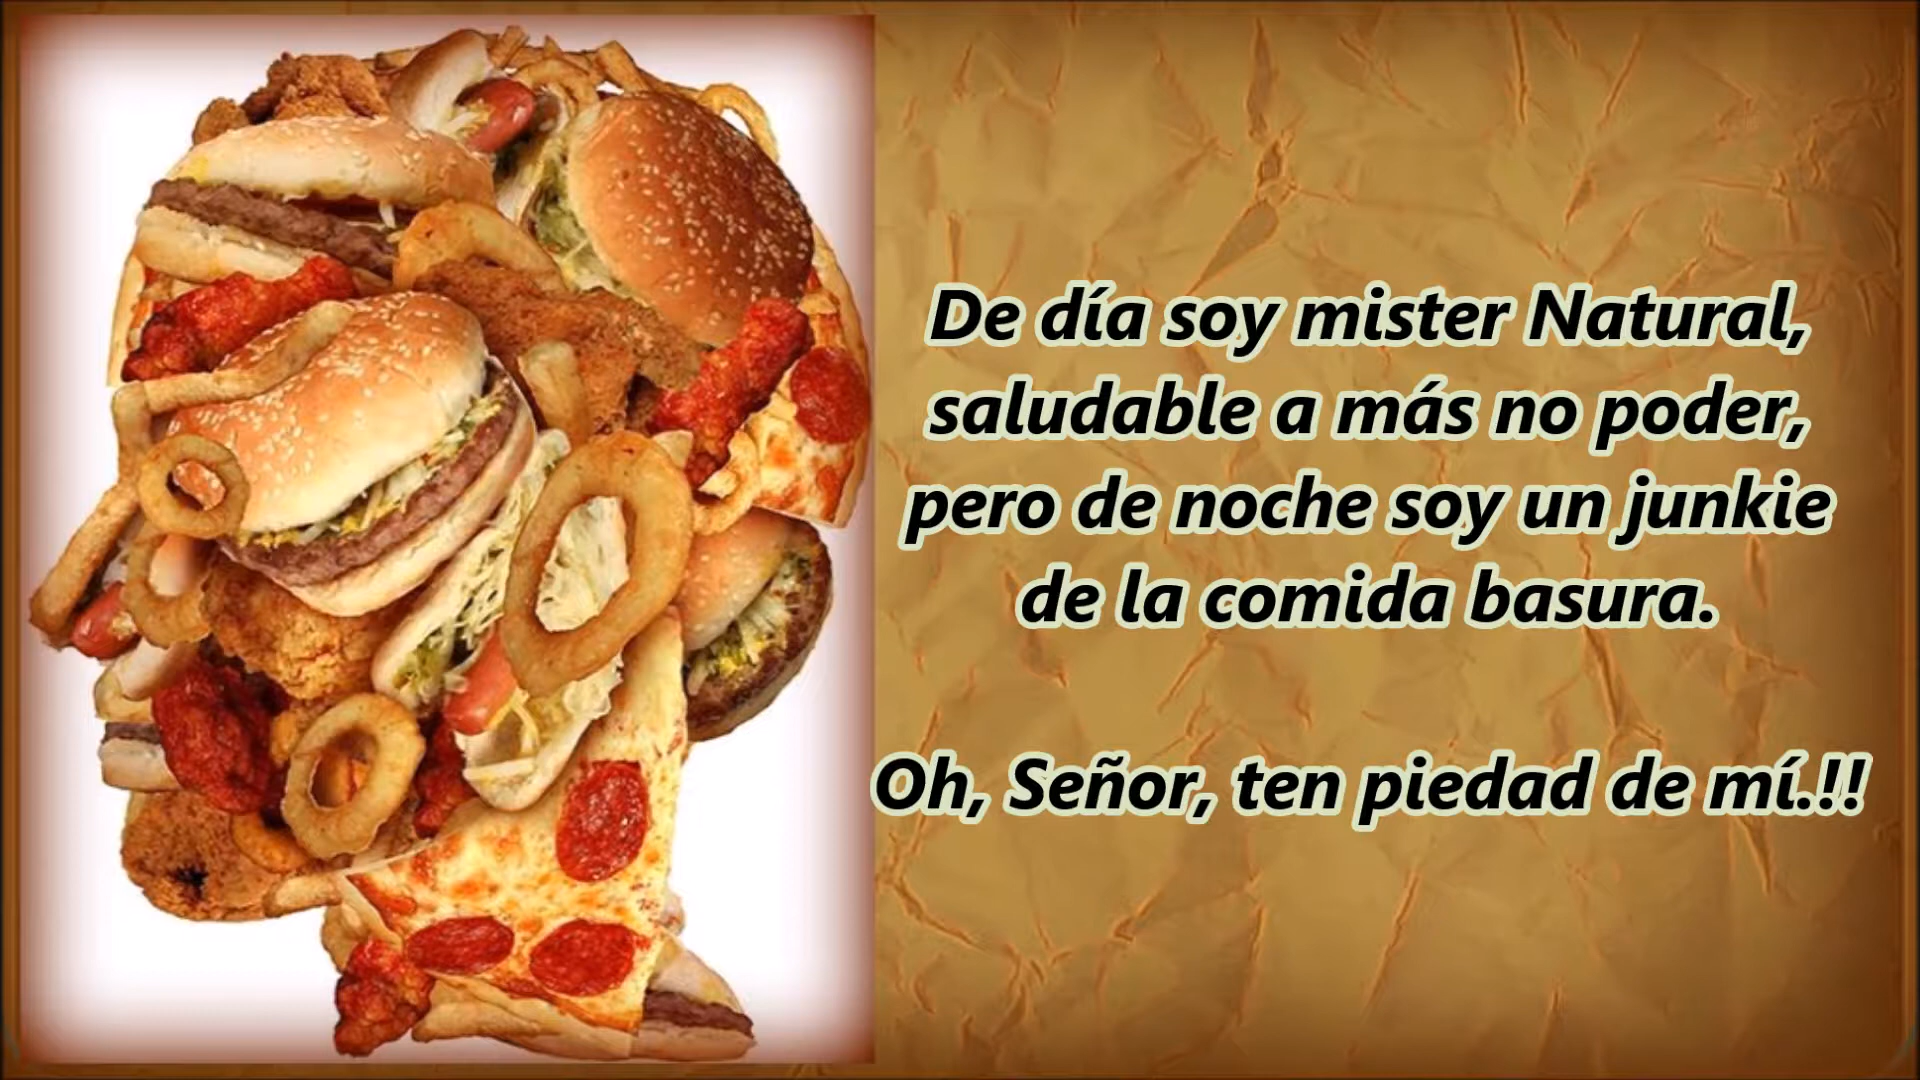 De día soy mister Natural,
saludable a más no poder,
pero de noche soy un junkie
de la comida basura.
Oh, Señor, ten piedad de mí.!!